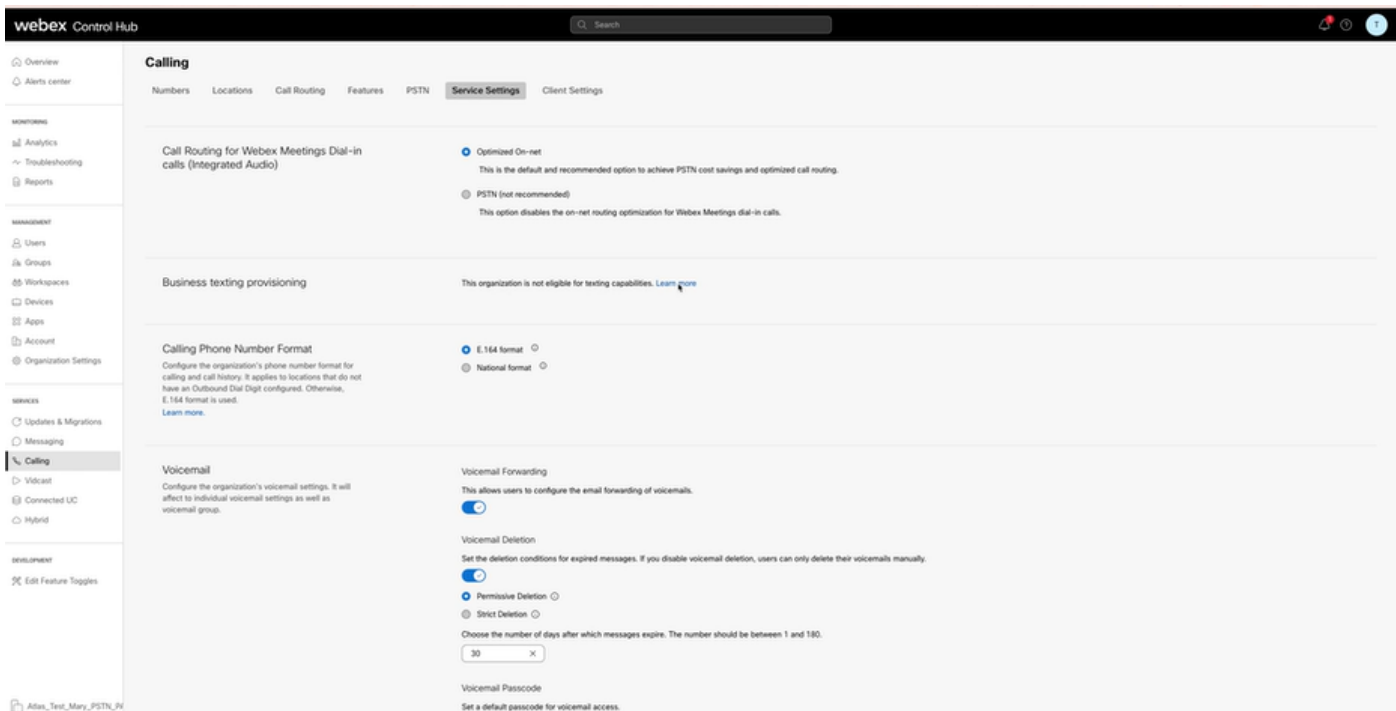 webex Control Hub
Search
T
Overview
Alerts center
MONITORING
Analytics
Troubleshooting
Reports
MANAGEMENT
Users
Groups
Workspaces
Devices
Apps
Account
Organization Settings
SERVICES
Updates & Migrations
Messaging
Calling
Vidcast
Connected UC
Hybrid
DEVELOPMENT
Edit Feature Toggles
Calling
Numbers Locations Call Routing Features PSTN Service Settings Client Settings
Call Routing for Webex Meetings Dial-in
calls (Integrated Audio)
Optimized On-net
This is the default and recommended option to achieve PSTN cost savings and optimized call routing.
PSTN (not recommended)
This option disables the on-net routing optimization for Webex Meetings dial-in calls.
Business texting provisioning
This organization is not eligible for texting capabilities. Learn more
Calling Phone Number Format
Configure the organization's phone number format for
calling and call history. It applies to locations that do not
have an Outbound Dial Digit configured. Otherwise,
E.164 format is used.
Learn more.
E.164 format
National format
Voicemail
Configure the organization's voicemail settings. It will
affect to individual voicemail settings as well as
voicemail group.
Voicemail Forwarding
This allows users to configure the email forwarding of voicemails.
Voicemail Deletion
Set the deletion conditions for expired messages. If you disable voicemail deletion, users can only delete their voicemails manually.
Permissive Deletion
Strict Deletion
Choose the number of days after which messages expire. The number should be between 1 and 180.
30
Voicemail Passcode
Set a default passcode for voicemail access.